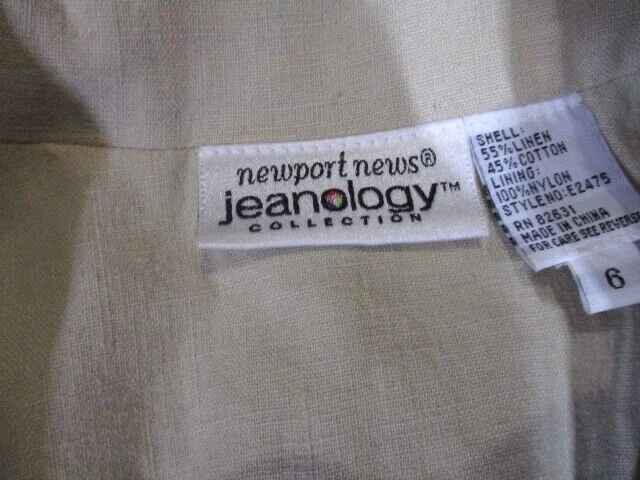 newport news®
jeanology™
COLLECTION
SHELL:
55%LINEN
45%COTTON
LINING:
100%NYLON
STYLENO:E2475
RN 82631
MADE IN CHINA
FOR CARE SEE REVERSE
6